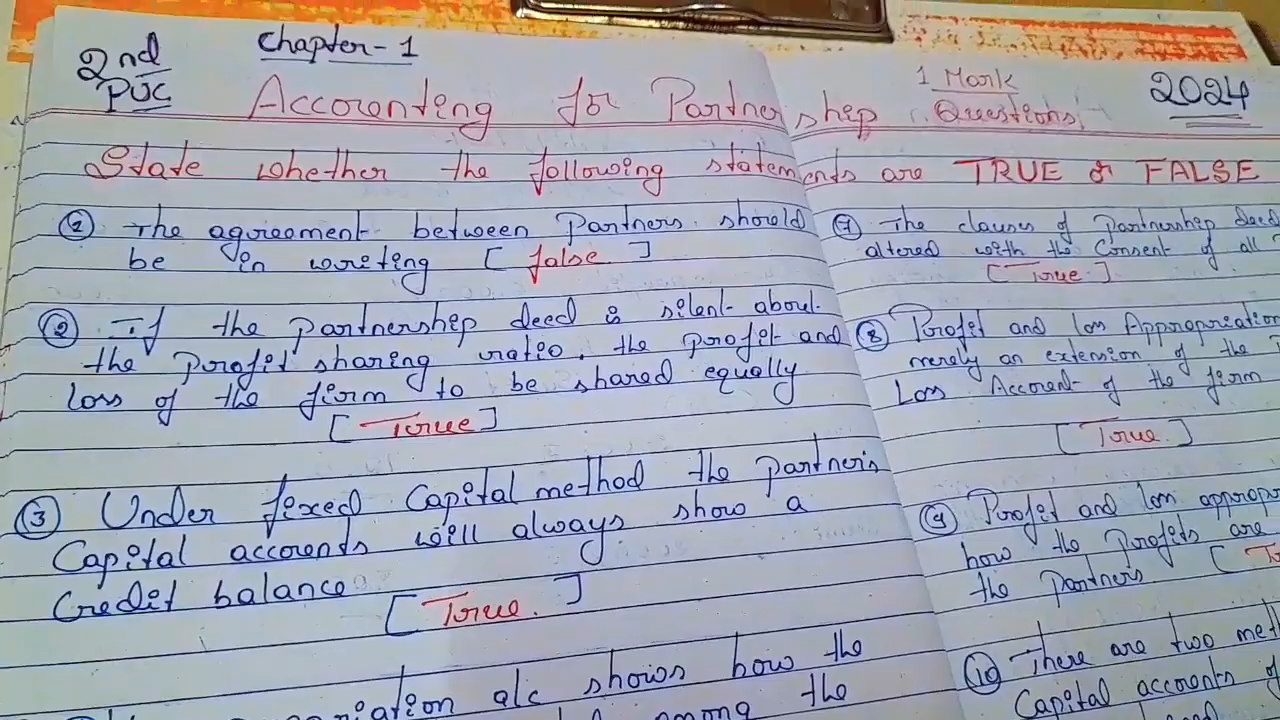 2nd PUC
Chapter-1
Accounting for Partnership
1 Mark Questions
2024
State whether the following statements are TRUE or FALSE
② The agreement between Partners should
be in writing [ false ]
② If the partnership deed is silent about
the Profit sharing ratio, the profit and
loss of the firm to be shared equally
[ True ]
③ Under fixed Capital method the partner's
Capital accounts will always show a
Credit balance
[ True. ]
a/c shows how the
among the
⑦ The clauses of Partnership deed
altered with the Consent of all
[ True ]
⑧ Profit and loss Appropriation
merely an extension of the
Loss Account of the firm
[ True. ]
⑨ Profit and loss
how the Profits are
the partners [
⑩ There are two
Capital accounts of